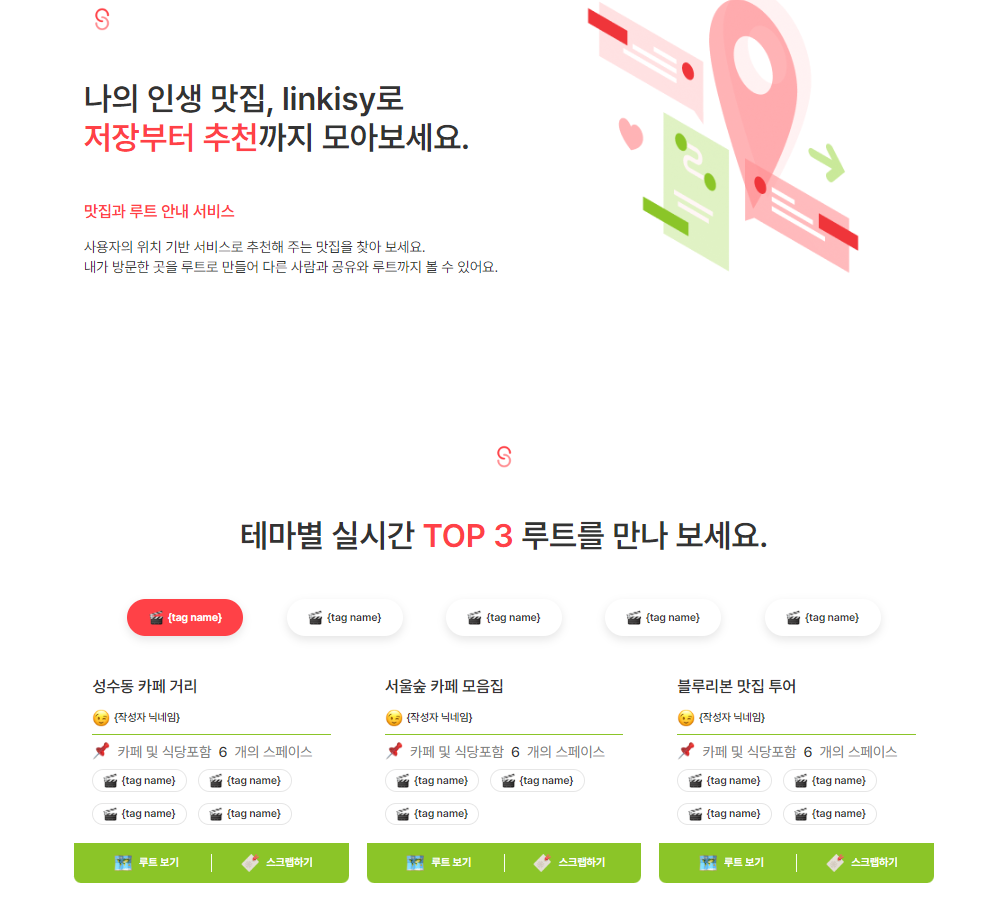 나의 인생 맛집, linkisy로
저장부터 추천까지 모아보세요.
맛집과 루트 안내 서비스
사용자의 위치 기반 서비스로 추천해 주는 맛집을 찾아 보세요.
내가 방문한 곳을 루트로 만들어 다른 사람과 공유와 루트까지 볼 수 있어요.
테마별 실시간 TOP 3 루트를 만나 보세요.
{tag name} {tag name} {tag name} {tag name} {tag name}
성수동 카페 거리
{작성자 닉네임}
카페 및 식당포함 6 개의 스페이스
{tag name} {tag name}
{tag name} {tag name}
루트 보기 스크랩하기
서울숲 카페 모음집
{작성자 닉네임}
카페 및 식당포함 6 개의 스페이스
{tag name} {tag name}
{tag name}
루트 보기 스크랩하기
블루리본 맛집 투어
{작성자 닉네임}
카페 및 식당포함 6 개의 스페이스
{tag name} {tag name}
{tag name} {tag name}
루트 보기 스크랩하기